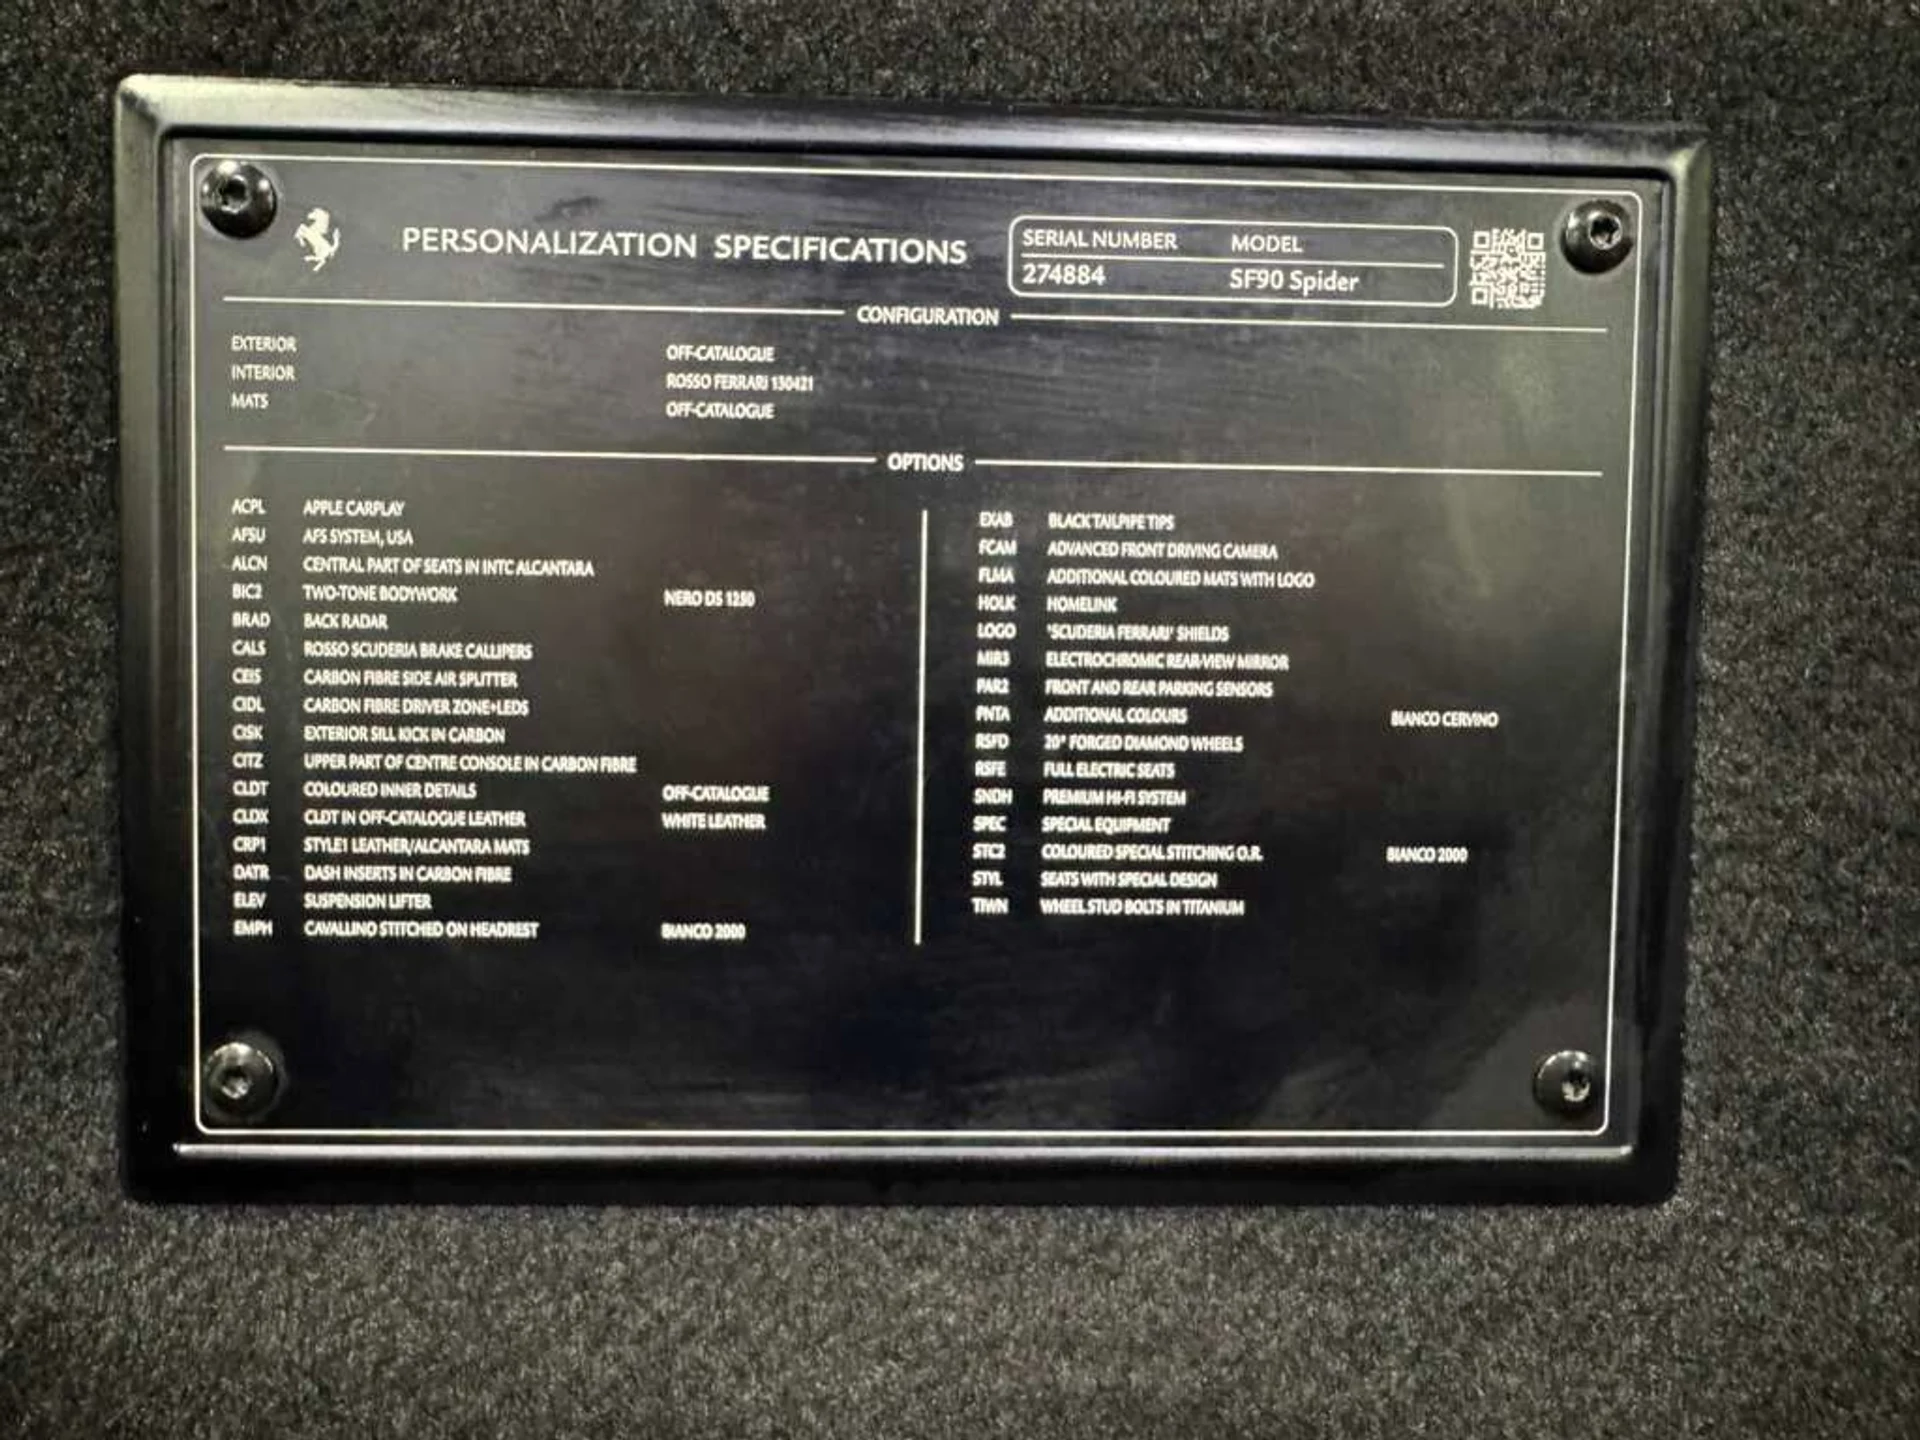 PERSONALIZATION SPECIFICATIONS
SERIAL NUMBER MODEL
274884 SF90 Spider
CONFIGURATION
EXTERIOR OFF-CATALOGUE
INTERIOR ROSSO FERRARI 130421
MATS OFF-CATALOGUE
OPTIONS
ACPL APPLE CARPLAY
AFSU AFS SYSTEM, USA
ALCN CENTRAL PART OF SEATS IN INTC ALCANTARA
BIC2 TWO-TONE BODYWORK NERO DS 1250
BRAD BACK RADAR
CALS ROSSO SCUDERIA BRAKE CALLIPERS
CEIS CARBON FIBRE SIDE AIR SPLITTER
CIDL CARBON FIBRE DRIVER ZONE+LEDS
CISK EXTERIOR SILL KICK IN CARBON
CITZ UPPER PART OF CENTRE CONSOLE IN CARBON FIBRE
CLDT COLOURED INNER DETAILS OFF-CATALOGUE
CLDX CLDT IN OFF-CATALOGUE LEATHER WHITE LEATHER
CRP1 STYLE1 LEATHER/ALCANTARA MATS
DATR DASH INSERTS IN CARBON FIBRE
ELEV SUSPENSION LIFTER
EMPH CAVALLINO STITCHED ON HEADREST BIANCO 2000
EXAB BLACK TAILPIPE TIPS
FCAM ADVANCED FRONT DRIVING CAMERA
FLMA ADDITIONAL COLOURED MATS WITH LOGO
HOLK HOMELINK
LOGO 'SCUDERIA FERRARI' SHIELDS
MIR3 ELECTROCHROMIC REAR-VIEW MIRROR
PAR2 FRONT AND REAR PARKING SENSORS
PNTA ADDITIONAL COLOURS BIANCO CERVINO
RSFD 20" FORGED DIAMOND WHEELS
RSFE FULL ELECTRIC SEATS
SNDH PREMIUM HI-FI SYSTEM
SPEC SPECIAL EQUIPMENT
STC2 COLOURED SPECIAL STITCHING O.R. BIANCO 2000
STYL SEATS WITH SPECIAL DESIGN
TIWN WHEEL STUD BOLTS IN TITANIUM